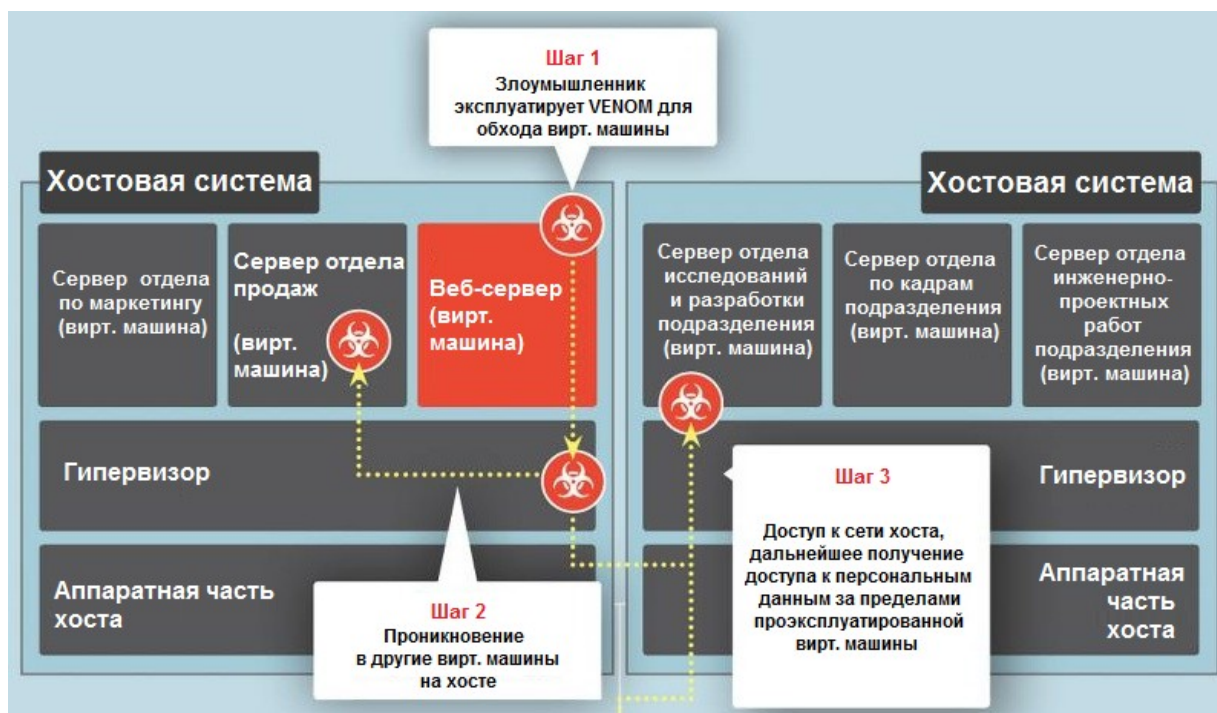 Шаг 1
Злоумышленник
эксплуатирует VENOM для
обхода вирт. машины
Хостовая система
Сервер отдела
по маркетингу
(вирт. машина)
Сервер отдела
продаж
(вирт.
машина)
Веб-сервер
(вирт.
машина)
Гипервизор
Аппаратная часть
хоста
Шаг 2
Проникновение
в другие вирт. машины
на хосте
Хостовая система
Сервер отдела
исследований
и разработки
подразделения
(вирт. машина)
Сервер отдела
по кадрам
подразделения
(вирт. машина)
Сервер отдела
инженерно-
проектных
работ
подразделения
(вирт. машина)
Шаг 3
Доступ к сети хоста,
дальнейшее получение
доступа к персональным
данным за пределами
проэксплуатированной
вирт. машины
Гипервизор
Аппаратная
часть
хоста